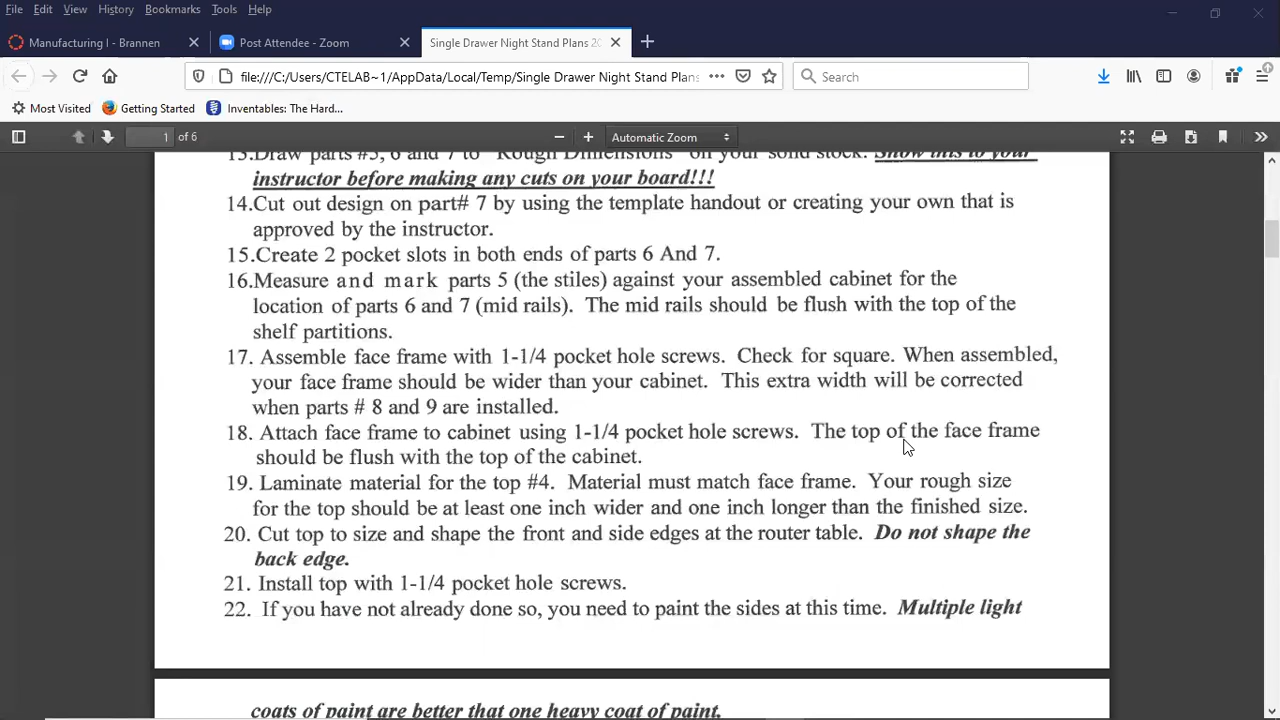 File Edit View History Bookmarks Tools Help
Manufacturing I - Brannen
Post Attendee - Zoom
Single Drawer Night Stand Plans 20
file:///C:/Users/CTELAB~1/AppData/Local/Temp/Single Drawer Night Stand Plans
Search
Most Visited Getting Started Inventables: The Hard...
1 of 6 Automatic Zoom
13.Draw parts #5, 6 and 7 to "Rough Dimensions" on your solid stock. Show this to your
instructor before making any cuts on your board!!!
14.Cut out design on part# 7 by using the template handout or creating your own that is
approved by the instructor.
15.Create 2 pocket slots in both ends of parts 6 And 7.
16.Measure and mark parts 5 (the stiles) against your assembled cabinet for the
location of parts 6 and 7 (mid rails). The mid rails should be flush with the top of the
shelf partitions.
17. Assemble face frame with 1-1/4 pocket hole screws. Check for square. When assembled,
your face frame should be wider than your cabinet. This extra width will be corrected
when parts # 8 and 9 are installed.
18. Attach face frame to cabinet using 1-1/4 pocket hole screws. The top of the face frame
should be flush with the top of the cabinet.
19. Laminate material for the top #4. Material must match face frame. Your rough size
for the top should be at least one inch wider and one inch longer than the finished size.
20. Cut top to size and shape the front and side edges at the router table. Do not shape the
back edge.
21. Install top with 1-1/4 pocket hole screws.
22. If you have not already done so, you need to paint the sides at this time. Multiple light
coats of paint are better that one heavy coat of paint.